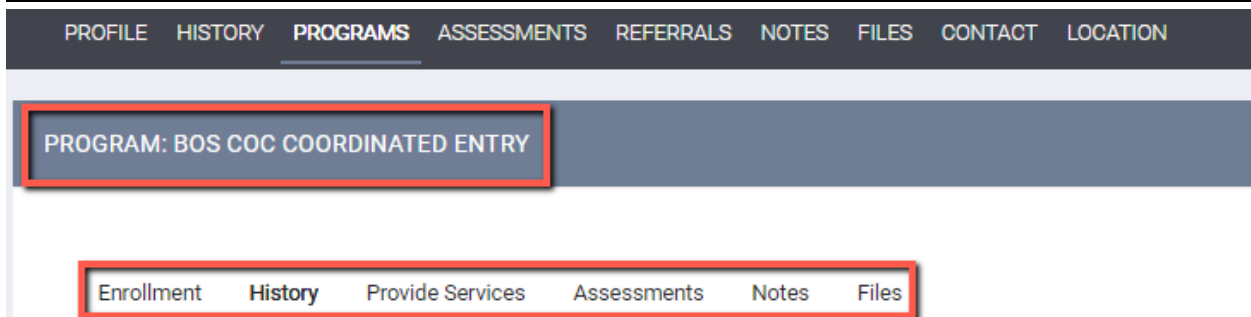 PROFILE HISTORY PROGRAMS ASSESSMENTS REFERRALS NOTES FILES CONTACT LOCATION
PROGRAM: BOS COC COORDINATED ENTRY
Enrollment History Provide Services Assessments Notes Files